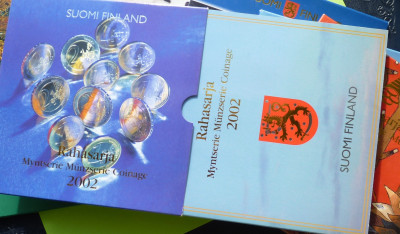 SUOMI FINLAND
Rahasarja
Myntserie Münzserie Coinage
2002
Rahasarja
Myntserie Münzserie Coinage
2002
SUOMI FINLAND